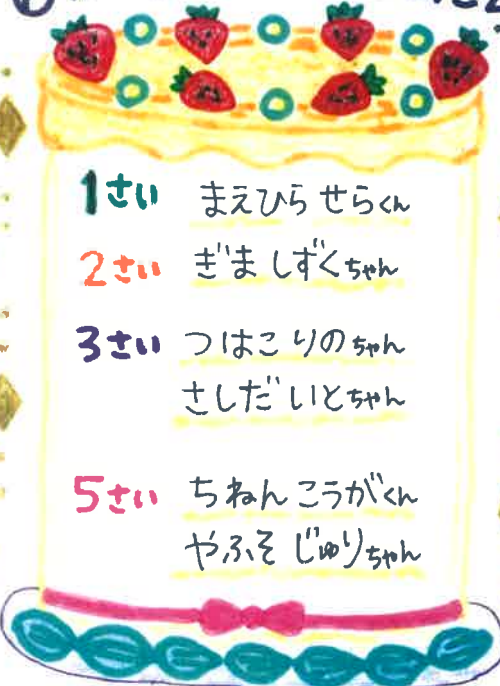 1さい まえひら せらくん
2さい ぎま しずくちゃん
3さい つはこ りのちゃん
さしだ いとちゃん
5さい ちねん こうがくん
やふそ じゅりちゃん